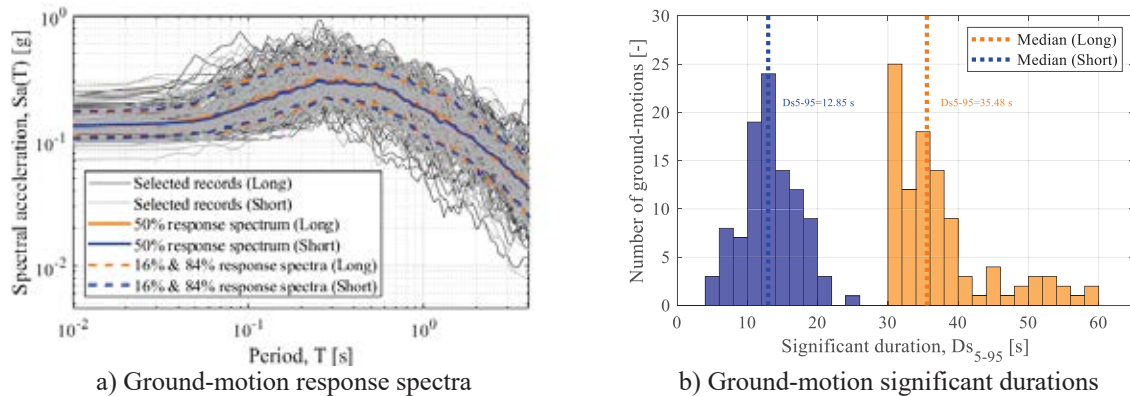 10⁰
10⁻¹
10⁻²
Spectral acceleration, Sa(T) [g]
Selected records (Long)
Selected records (Short)
50% response spectrum (Long)
50% response spectrum (Short)
16% & 84% response spectra (Long)
16% & 84% response spectra (Short)
10⁻² 10⁻¹ 10⁰
Period, T [s]
a) Ground-motion response spectra
30
25
20
15
10
5
0
Number of ground-motions [-]
Median (Long)
Median (Short)
Ds5-95=12.85 s
Ds5-95=35.48 s
0 10 20 30 40 50 60
Significant duration, Ds₅₋₉₅ [s]
b) Ground-motion significant durations